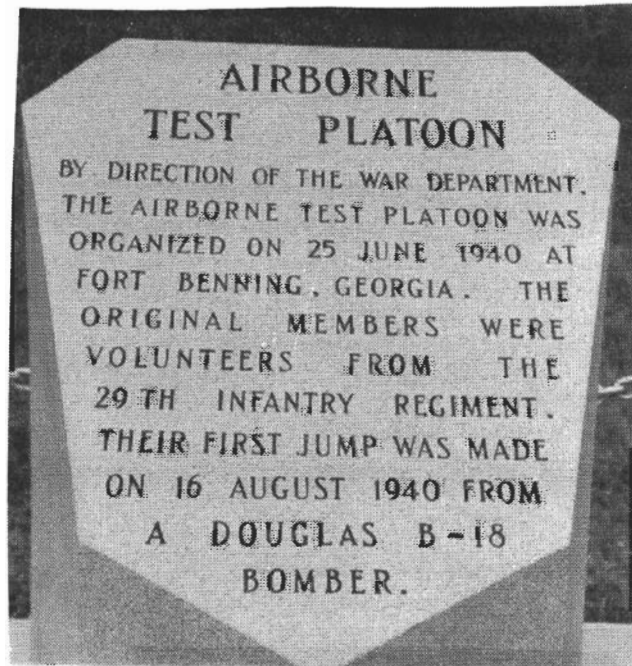 AIRBORNE
TEST PLATOON
BY DIRECTION OF THE WAR DEPARTMENT.
THE AIRBORNE TEST PLATOON WAS
ORGANIZED ON 25 JUNE 1940 AT
FORT BENNING, GEORGIA. THE
ORIGINAL MEMBERS WERE
VOLUNTEERS FROM THE
29TH INFANTRY REGIMENT.
THEIR FIRST JUMP WAS MADE
ON 16 AUGUST 1940 FROM
A DOUGLAS B-18
BOMBER.